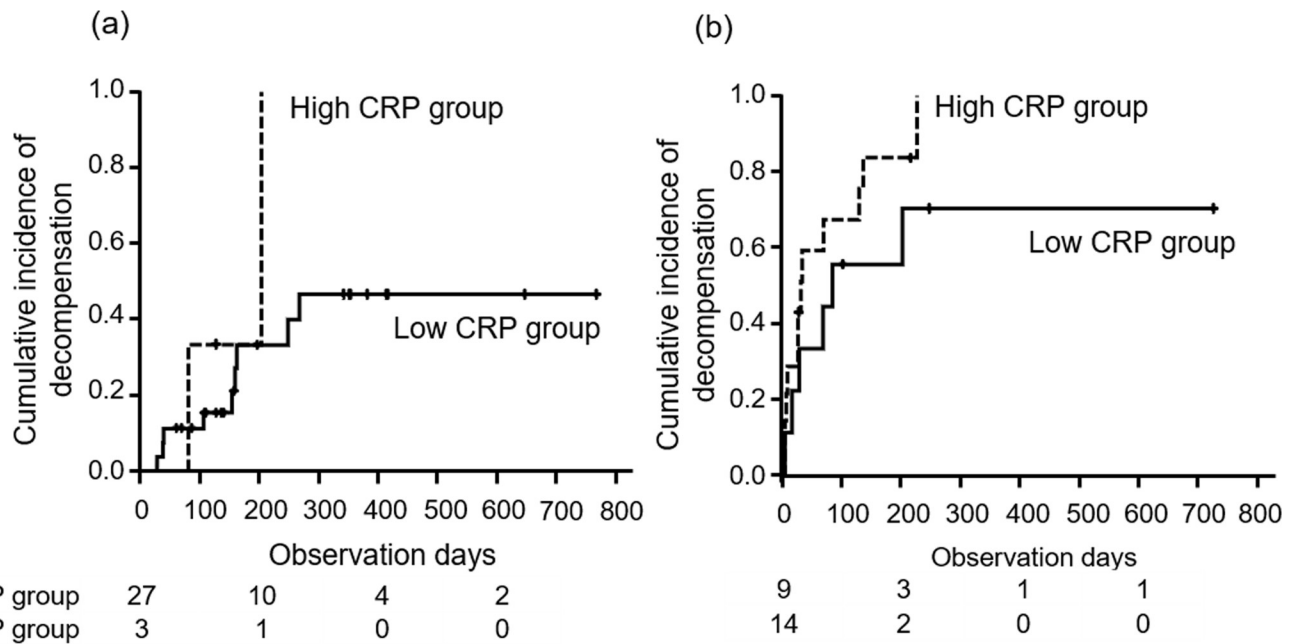 (a)
1.0
0.8
0.6
0.4
0.2
0.0
Cumulative incidence of
decompensation
High CRP group
Low CRP group
0 100 200 300 400 500 600 700 800
Observation days
group 27 10 4 2
group 3 1 0 0
(b)
1.0
0.8
0.6
0.4
0.2
0.0
Cumulative incidence of
decompensation
High CRP group
Low CRP group
0 100 200 300 400 500 600 700 800
Observation days
9 3 1 1
14 2 0 0